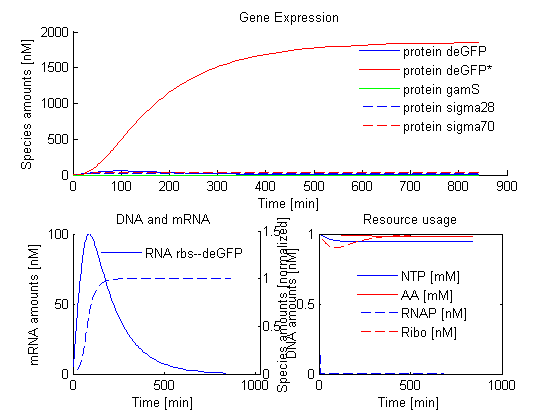 Gene Expression
2000
1500
1000
500
0
Species amounts [nM]
protein deGFP
protein deGFP*
protein gamS
protein sigma28
protein sigma70
0 100 200 300 400 500 600 700 800 900
Time [min]
DNA and mRNA
100
50
0
mRNA amounts [nM]
RNA rbs--deGFP
1.5
1
0.5
0
DNA amounts [nM]
0 500 1000
Time [min]
Resource usage
Species amounts [normalized]
1
0.5
0
NTP [mM]
AA [mM]
RNAP [nM]
Ribo [nM]
0 500 1000
Time [min]